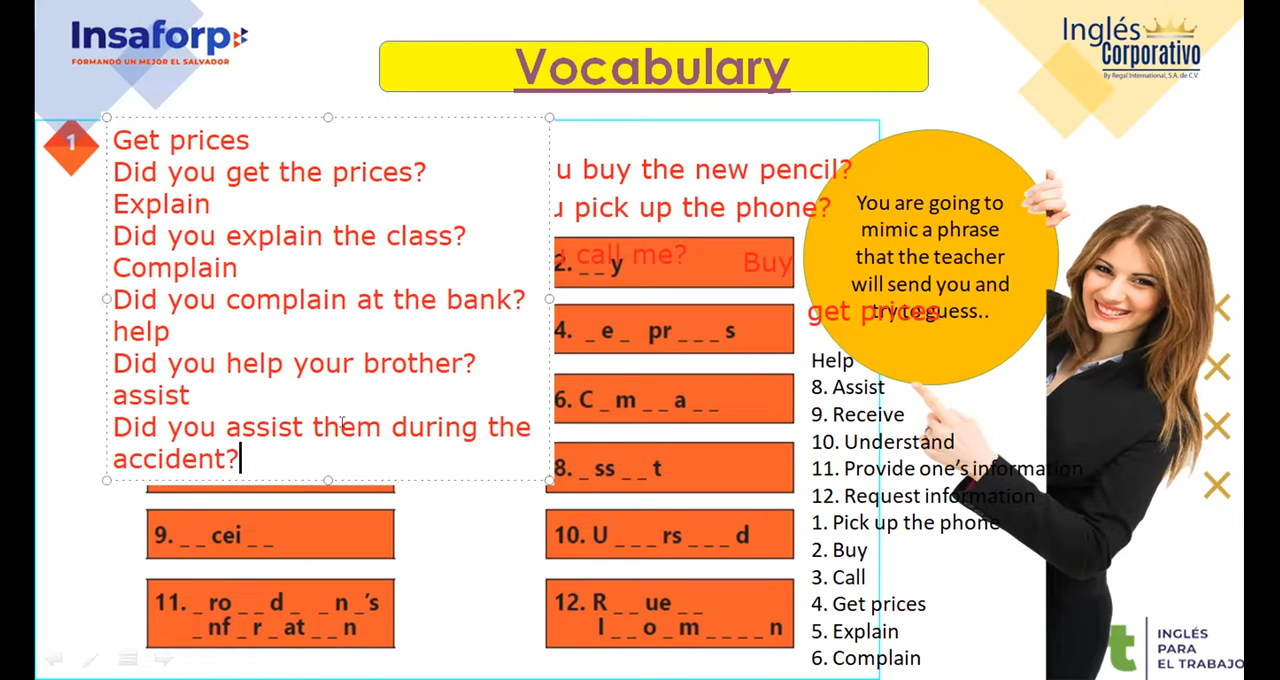 Insaforp
FORMANDO UN MEJOR EL SALVADOR
Vocabulary
Inglés
Corporativo
By Regal International, S.A. de C.V.
1
Get prices
Did you get the prices?
Explain
Did you explain the class?
Complain
Did you complain at the bank?
help
Did you help your brother?
assist
Did you assist them during the
accident?
u buy the new pencil?
u pick up the phone?
u call me?
Buy
get prices
2. _ _ y
4. _ e _ pr _ _ _ s
6. C _ m _ _ a _ _
8. _ ss _ _ t
9. _ _ cei _ _
10. U _ _ _ rs _ _ _ d
11. _ ro _ _ d _ _ n _'s
_ nf _ r _ at _ _ n
12. R _ _ ue _ _
I _ _ o _ m _ _ _ _ n
You are going to
mimic a phrase
that the teacher
will send you and
try to guess..
Help
8. Assist
9. Receive
10. Understand
11. Provide one's information
12. Request information
1. Pick up the phone
2. Buy
3. Call
4. Get prices
5. Explain
6. Complain
t
INGLÉS
PARA
EL TRABAJO